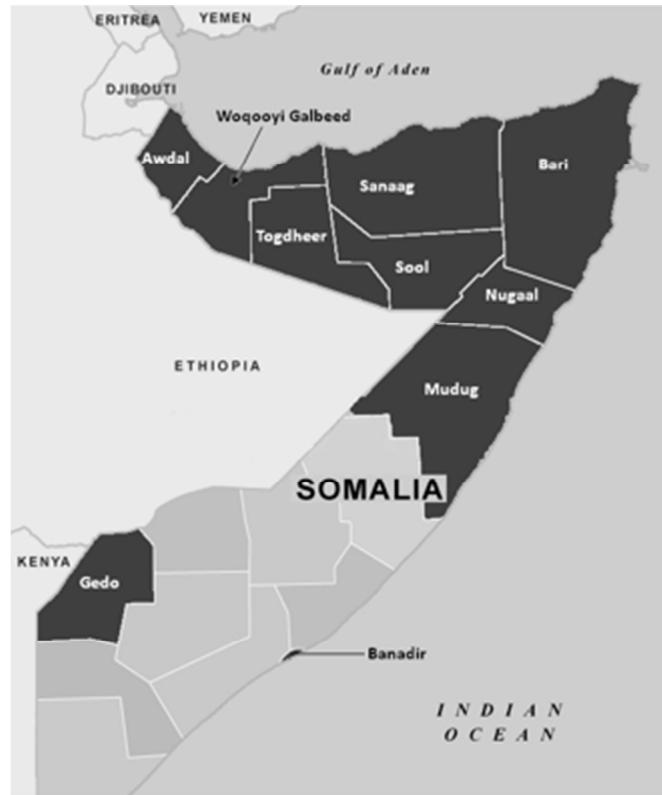 ERITREA
YEMEN
Gulf of Aden
DJIBOUTI
Woqooyi Galbeed
Awdal
Sanaag
Bari
Togdheer
Sool
Nugaal
ETHIOPIA
Mudug
SOMALIA
KENYA
Gedo
Banadir
INDIAN
OCEAN